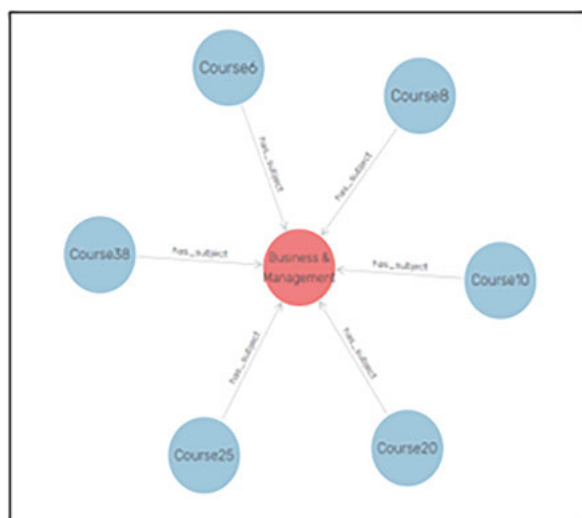 Course6
Course8
has_subject
has_subject
Course38
has_subject
Business &
Management
has_subject
Course10
has_subject
has_subject
Course25
Course20